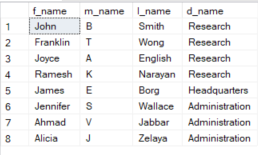 f_name m_name l_name d_name
1 John B Smith Research
2 Franklin T Wong Research
3 Joyce A English Research
4 Ramesh K Narayan Research
5 James E Borg Headquarters
6 Jennifer S Wallace Administration
7 Ahmad V Jabbar Administration
8 Alicia J Zelaya Administration